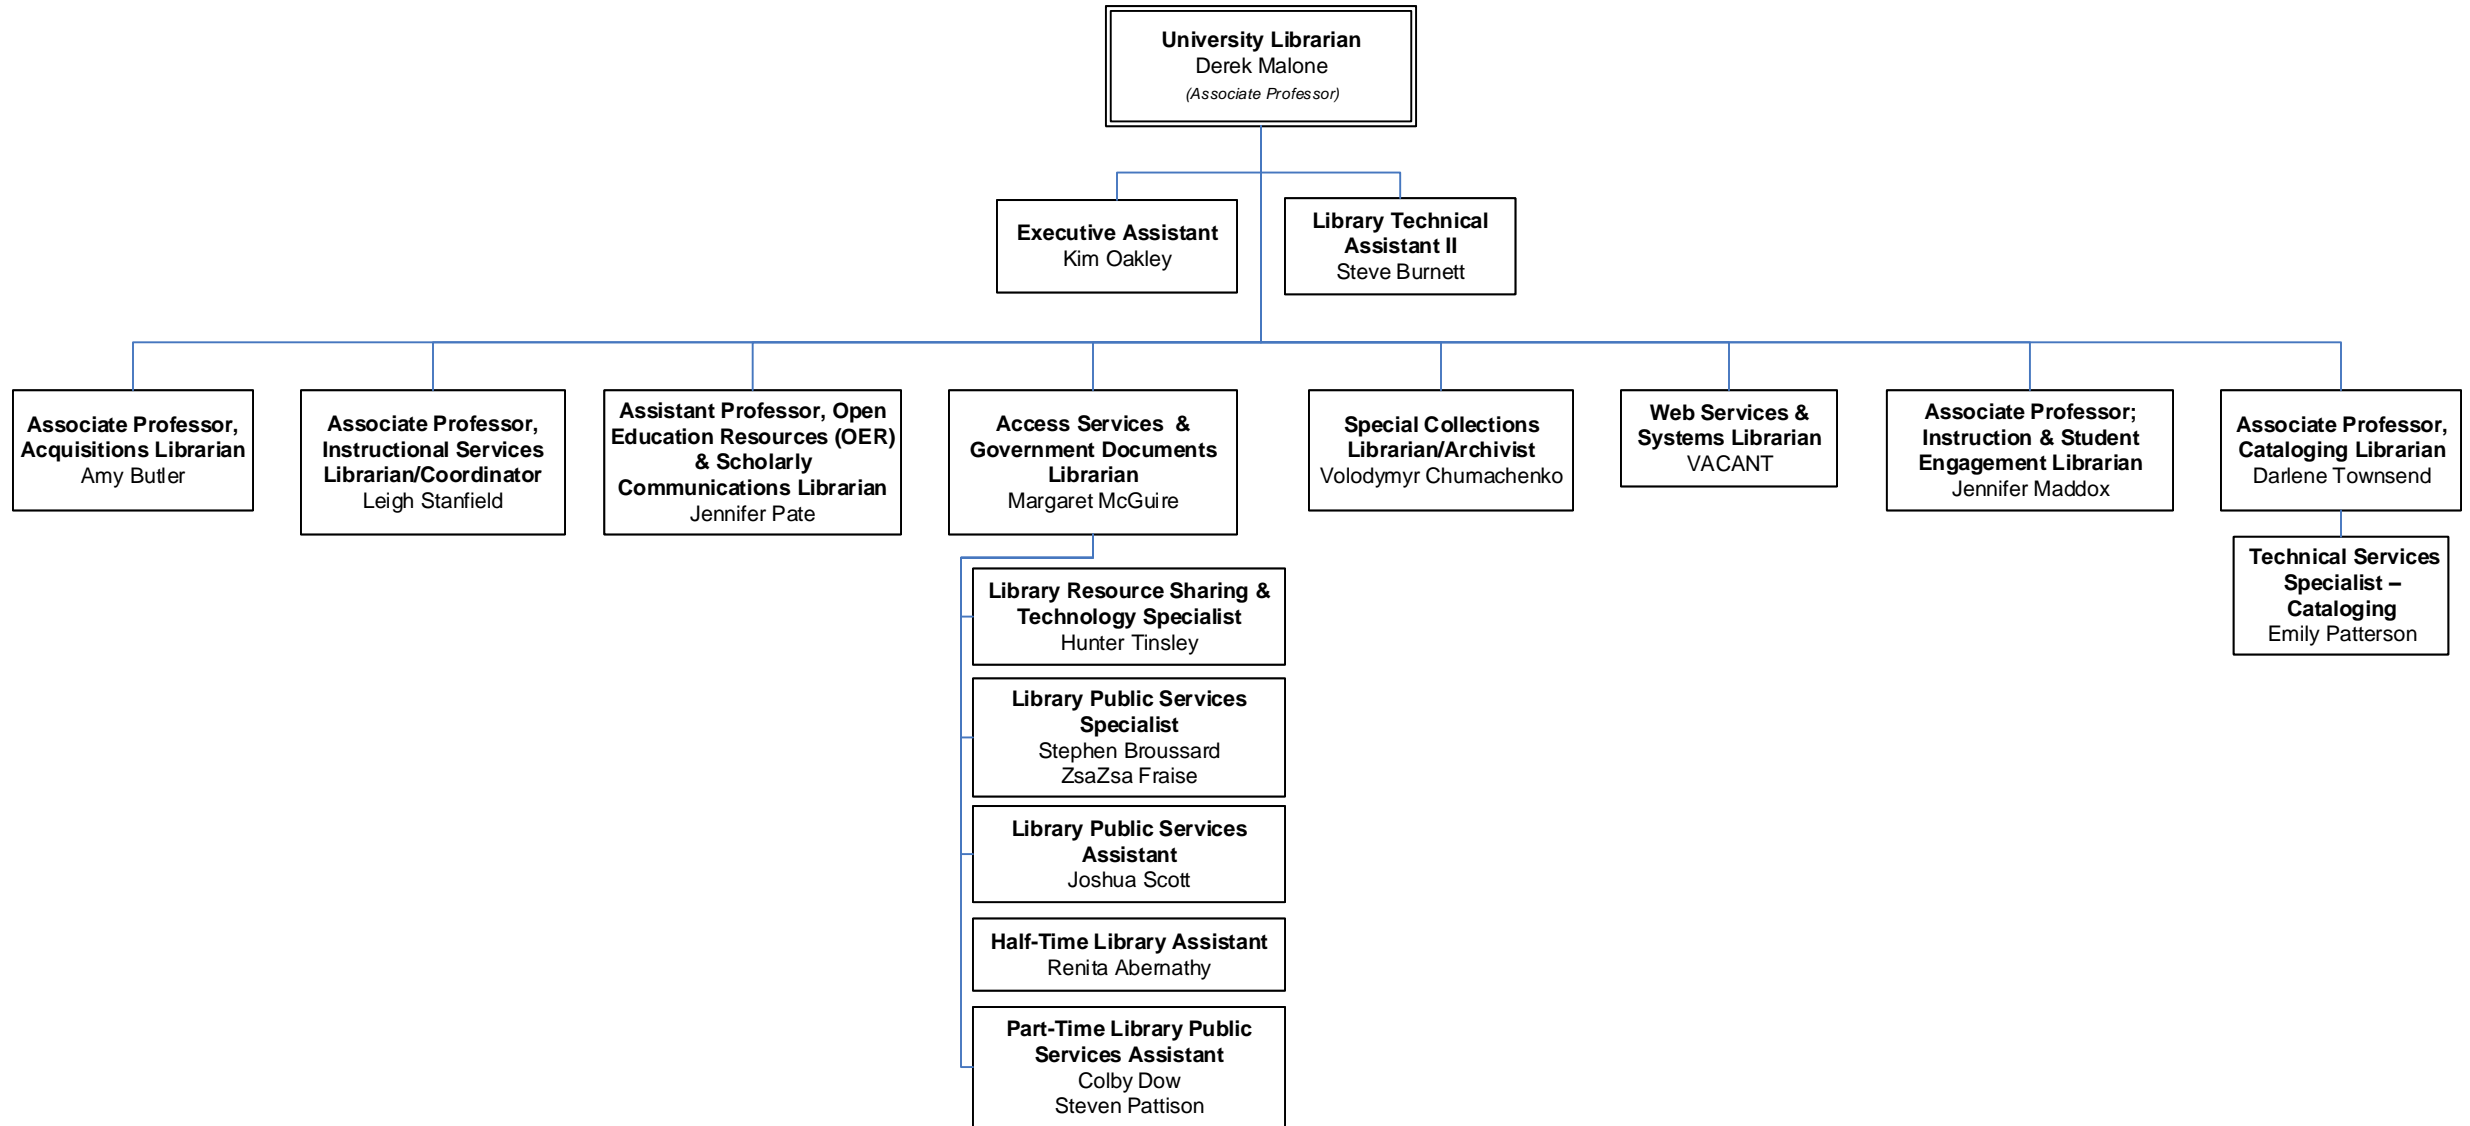 University Librarian
Derek Malone
(Associate Professor)
Executive Assistant
Kim Oakley
Library Technical
Assistant II
Steve Burnett
Associate Professor,
Acquisitions Librarian
Amy Butler
Associate Professor,
Instructional Services
Librarian/Coordinator
Leigh Stanfield
Assistant Professor, Open
Education Resources (OER)
& Scholarly
Communications Librarian
Jennifer Pate
Access Services &
Government Documents
Librarian
Margaret McGuire
Special Collections
Librarian/Archivist
Volodymyr Chumachenko
Web Services &
Systems Librarian
VACANT
Associate Professor;
Instruction & Student
Engagement Librarian
Jennifer Maddox
Associate Professor,
Cataloging Librarian
Darlene Townsend
Library Resource Sharing &
Technology Specialist
Hunter Tinsley
Library Public Services
Specialist
Stephen Broussard
ZsaZsa Fraise
Library Public Services
Assistant
Joshua Scott
Half-Time Library Assistant
Renita Abernathy
Part-Time Library Public
Services Assistant
Colby Dow
Steven Pattison
Technical Services
Specialist –
Cataloging
Emily Patterson